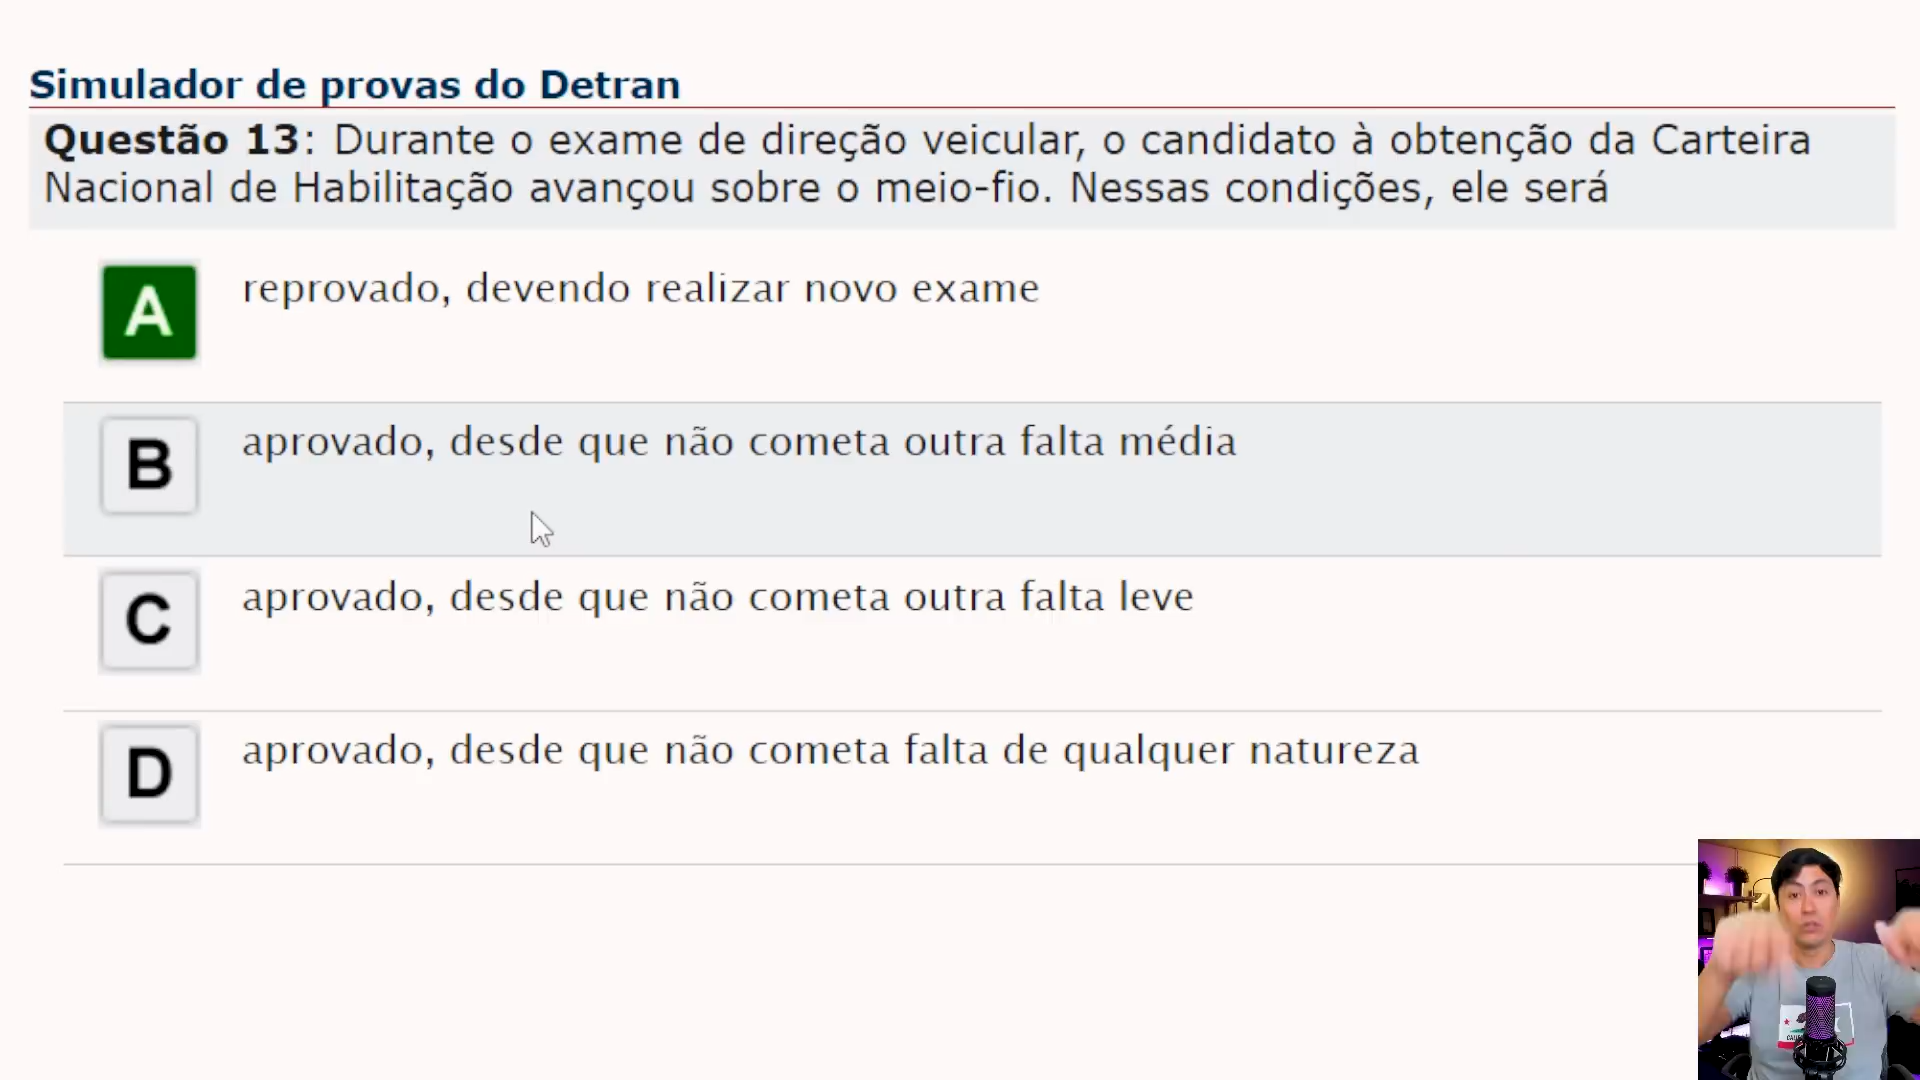 Simulador de provas do Detran
Questão 13: Durante o exame de direção veicular, o candidato à obtenção da Carteira
Nacional de Habilitação avançou sobre o meio-fio. Nessas condições, ele será
A reprovado, devendo realizar novo exame
B aprovado, desde que não cometa outra falta média
C aprovado, desde que não cometa outra falta leve
D aprovado, desde que não cometa falta de qualquer natureza